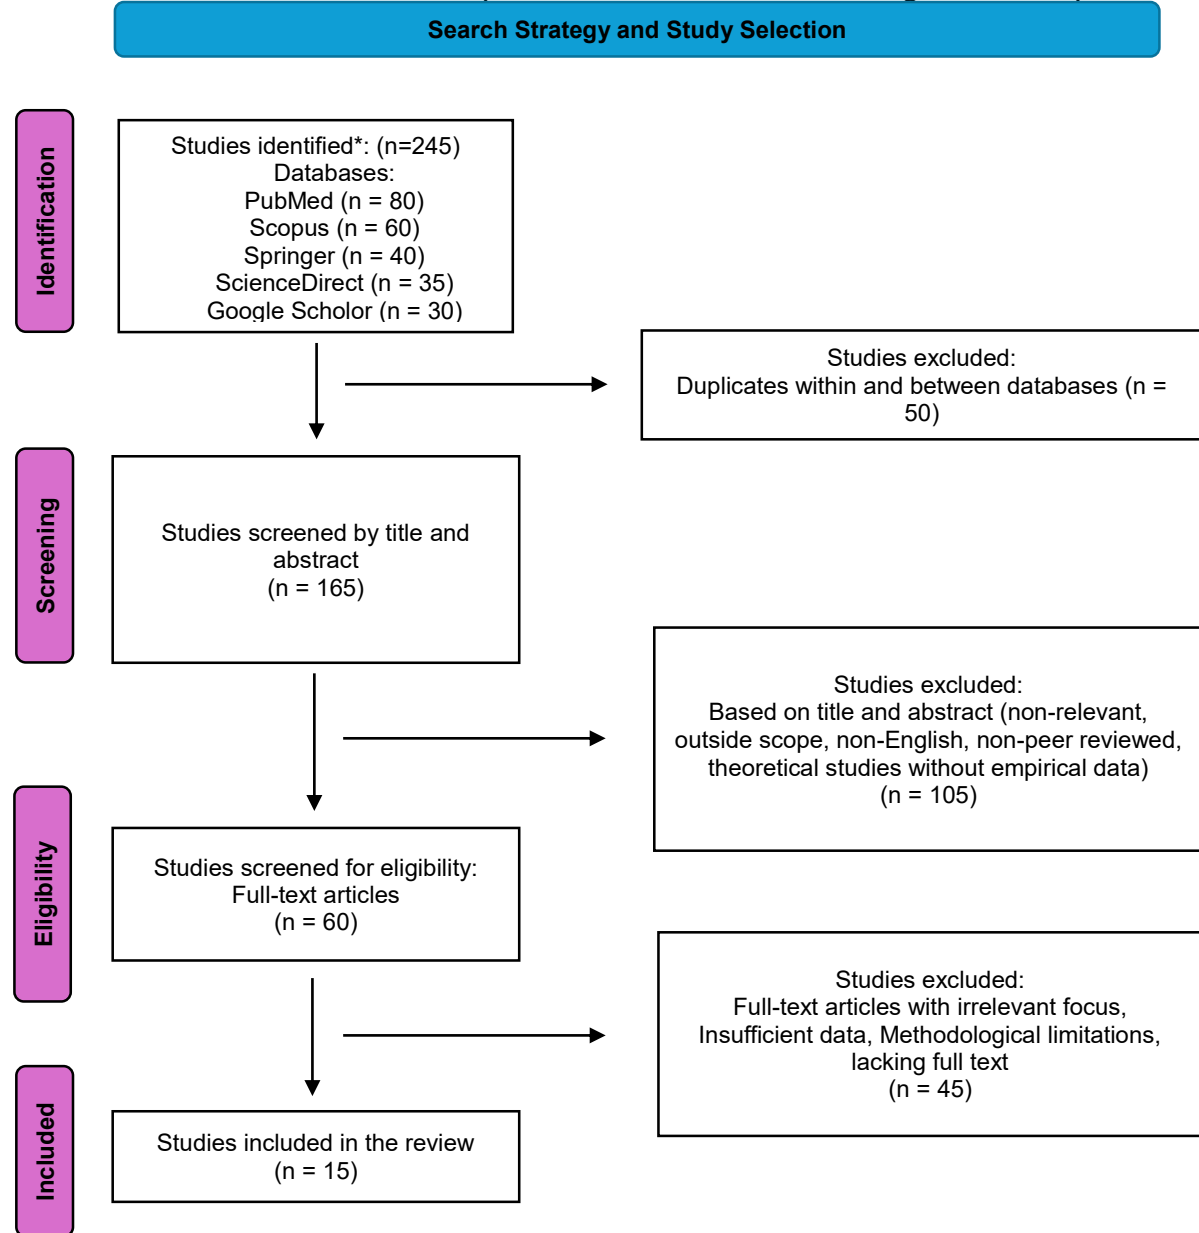 Search Strategy and Study Selection
Identification
Studies identified*: (n=245)
Databases:
PubMed (n = 80)
Scopus (n = 60)
Springer (n = 40)
ScienceDirect (n = 35)
Google Scholor (n = 30)
Studies excluded:
Duplicates within and between databases (n =
50)
Screening
Studies screened by title and
abstract
(n = 165)
Studies excluded:
Based on title and abstract (non-relevant,
outside scope, non-English, non-peer reviewed,
theoretical studies without empirical data)
(n = 105)
Eligibility
Studies screened for eligibility:
Full-text articles
(n = 60)
Studies excluded:
Full-text articles with irrelevant focus,
Insufficient data, Methodological limitations,
lacking full text
(n = 45)
Included
Studies included in the review
(n = 15)